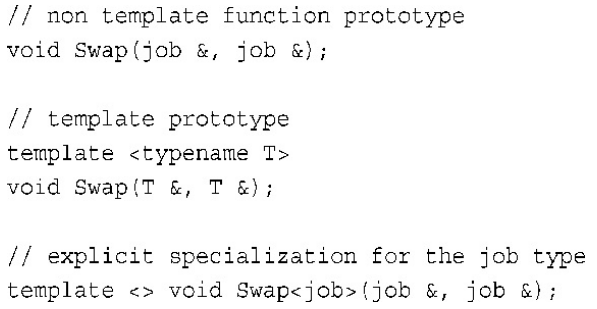 // non template function prototype
void Swap(job &, job &);
// template prototype
template <typename T>
void Swap(T &, T &);
// explicit specialization for the job type
template <> void Swap<job>(job &, job &);